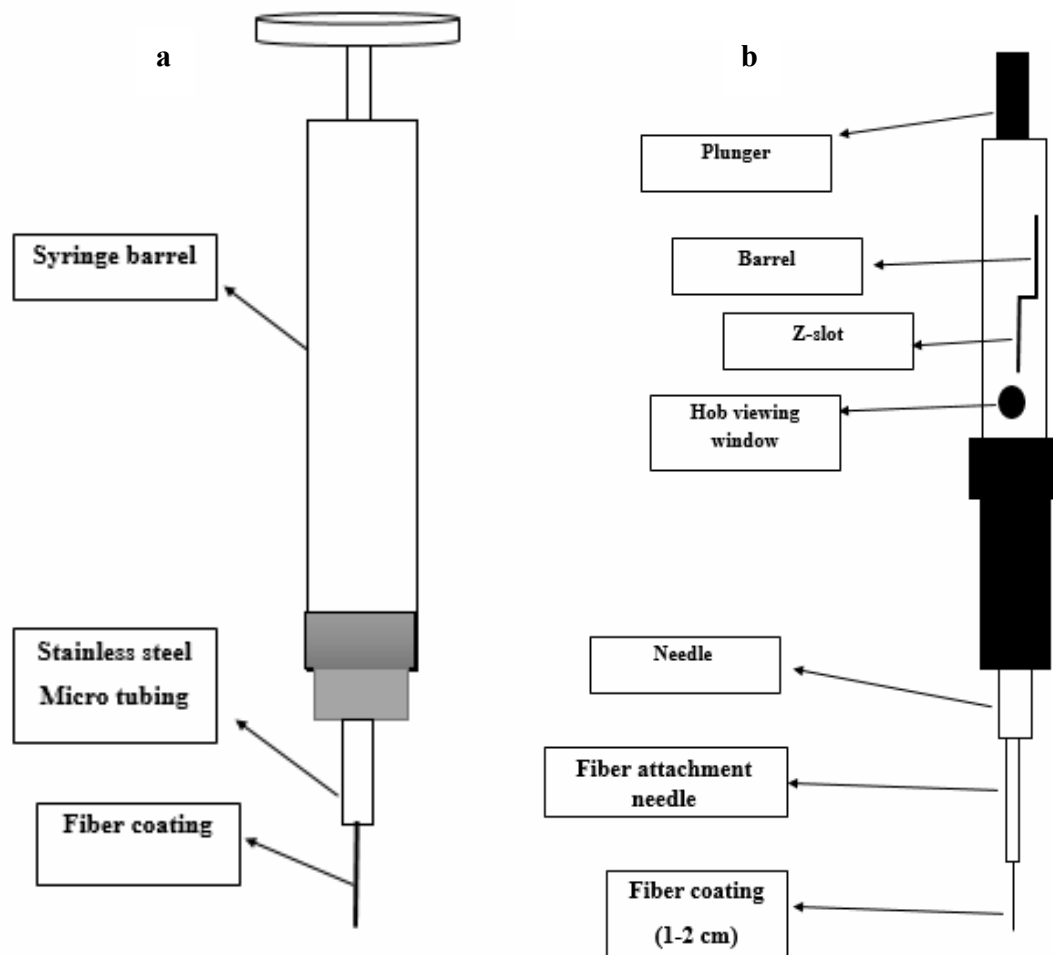 a
Syringe barrel
Stainless steel
Micro tubing
Fiber coating
b
Plunger
Barrel
Z-slot
Hob viewing
window
Needle
Fiber attachment
needle
Fiber coating
(1-2 cm)